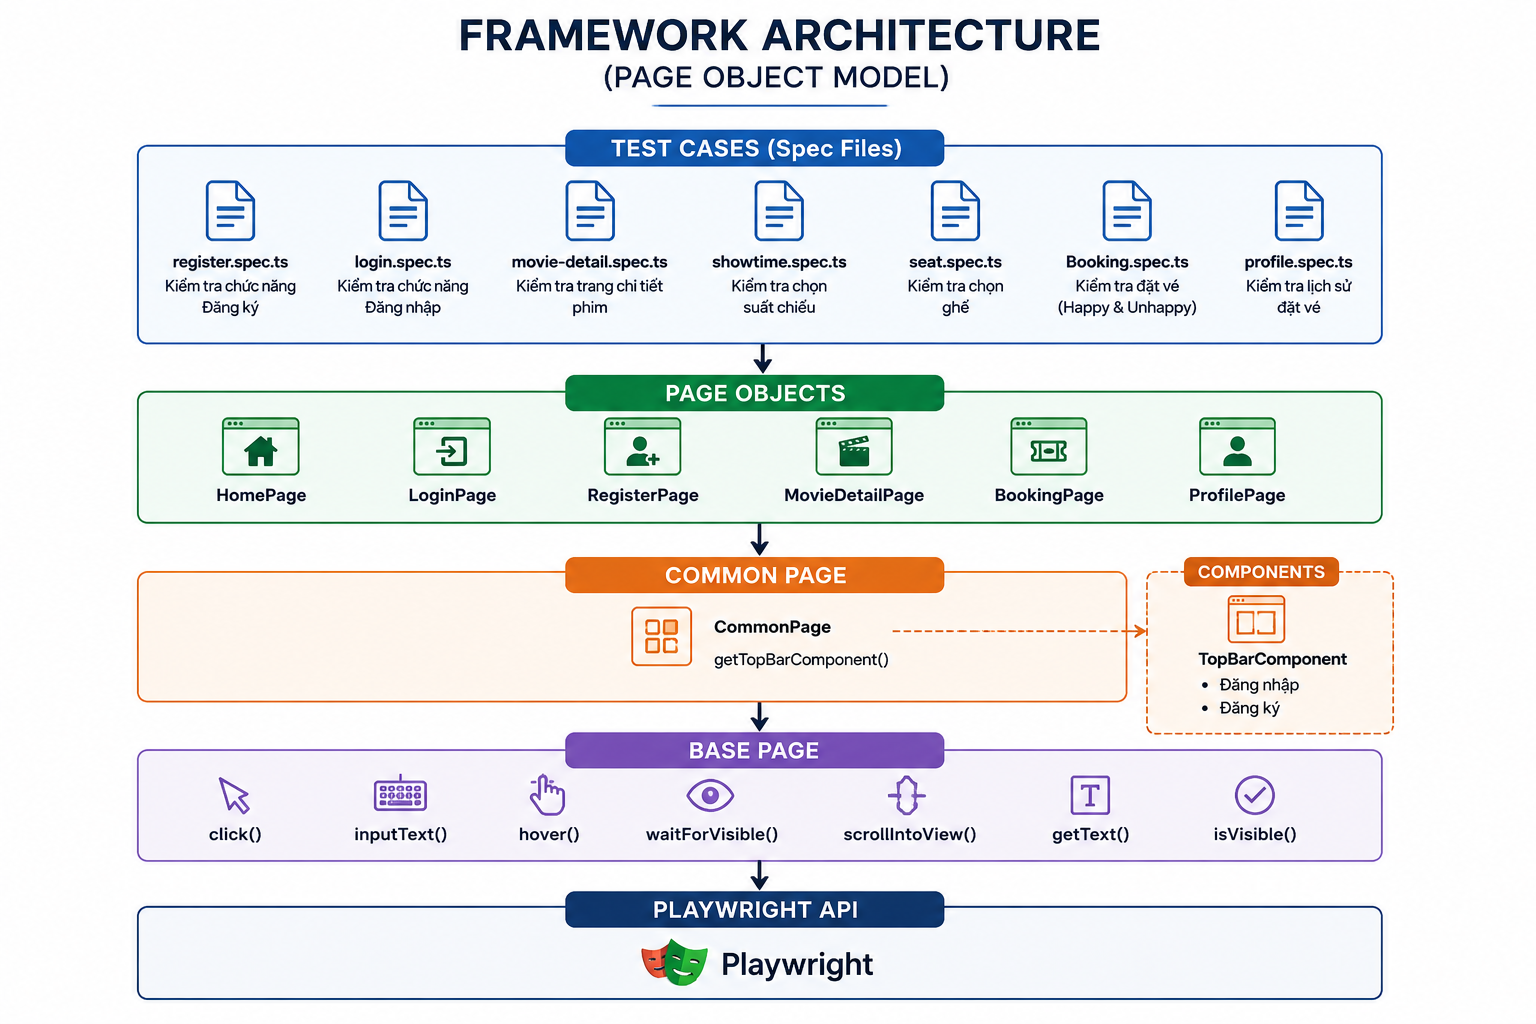 FRAMEWORK ARCHITECTURE
(PAGE OBJECT MODEL)
TEST CASES (Spec Files)
register.spec.ts
Kiểm tra chức năng
Đăng ký
login.spec.ts
Kiểm tra chức năng
Đăng nhập
movie-detail.spec.ts
Kiểm tra trang chi tiết
phim
showtime.spec.ts
Kiểm tra chọn
suất chiếu
seat.spec.ts
Kiểm tra chọn
ghế
Booking.spec.ts
Kiểm tra đặt vé
(Happy & Unhappy)
profile.spec.ts
Kiểm tra lịch sử
đặt vé
PAGE OBJECTS
HomePage
LoginPage
RegisterPage
MovieDetailPage
BookingPage
ProfilePage
COMMON PAGE
CommonPage
getTopBarComponent()
COMPONENTS
TopBarComponent
• Đăng nhập
• Đăng ký
BASE PAGE
click()
inputText()
hover()
waitForVisible()
scrollIntoView()
T
getText()
isVisible()
PLAYWRIGHT API
Playwright